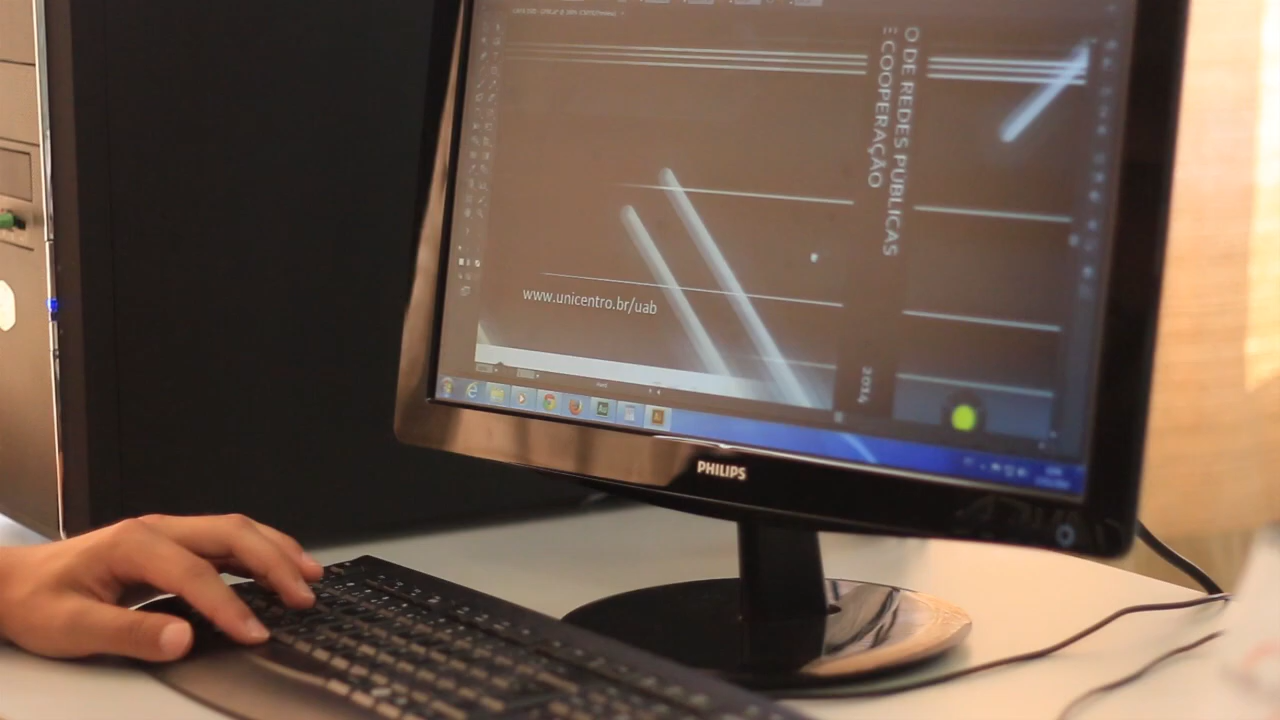 O DE REDES PÚBLICAS
E COOPERAÇÃO
www.unicentro.br/uab
2014
PHILIPS